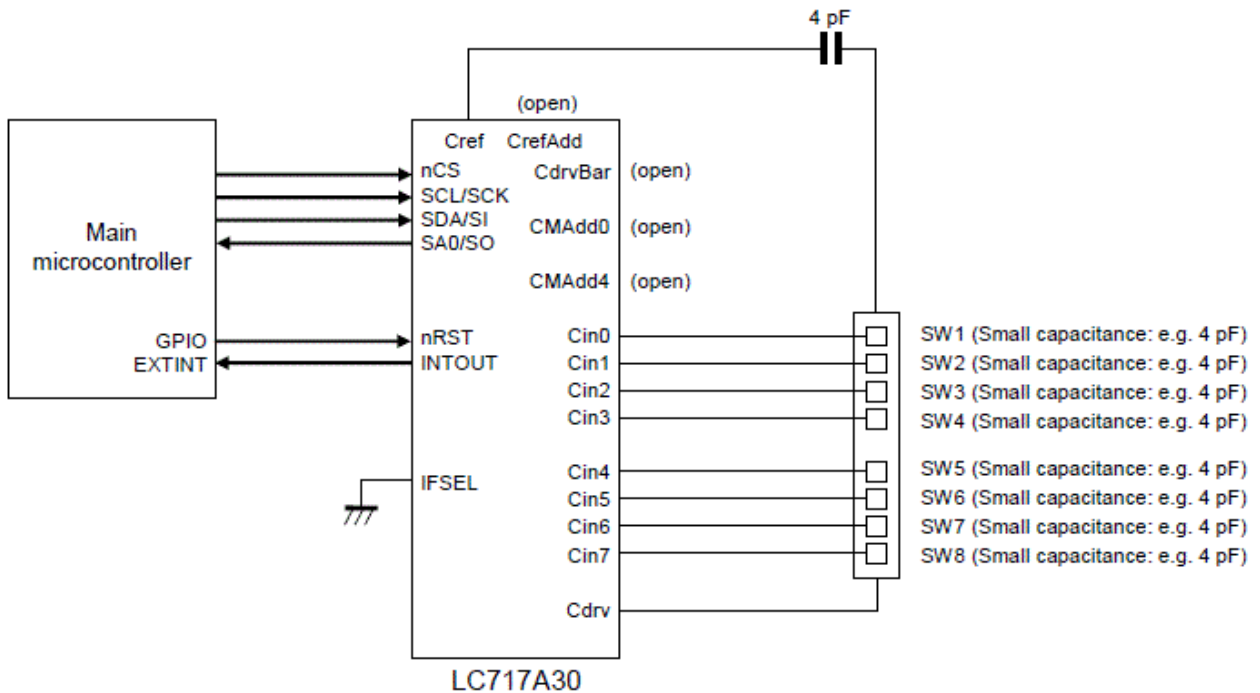 4 pF
(open)
Cref CrefAdd
nCS CdrvBar (open)
SCL/SCK
SDA/SI CMAdd0 (open)
SA0/SO
Main
microcontroller
CMAdd4 (open)
GPIO nRST Cin0 SW1 (Small capacitance: e.g. 4 pF)
EXTINT INTOUT Cin1 SW2 (Small capacitance: e.g. 4 pF)
Cin2 SW3 (Small capacitance: e.g. 4 pF)
Cin3 SW4 (Small capacitance: e.g. 4 pF)
IFSEL Cin4 SW5 (Small capacitance: e.g. 4 pF)
Cin5 SW6 (Small capacitance: e.g. 4 pF)
Cin6 SW7 (Small capacitance: e.g. 4 pF)
Cin7 SW8 (Small capacitance: e.g. 4 pF)
Cdrv
LC717A30